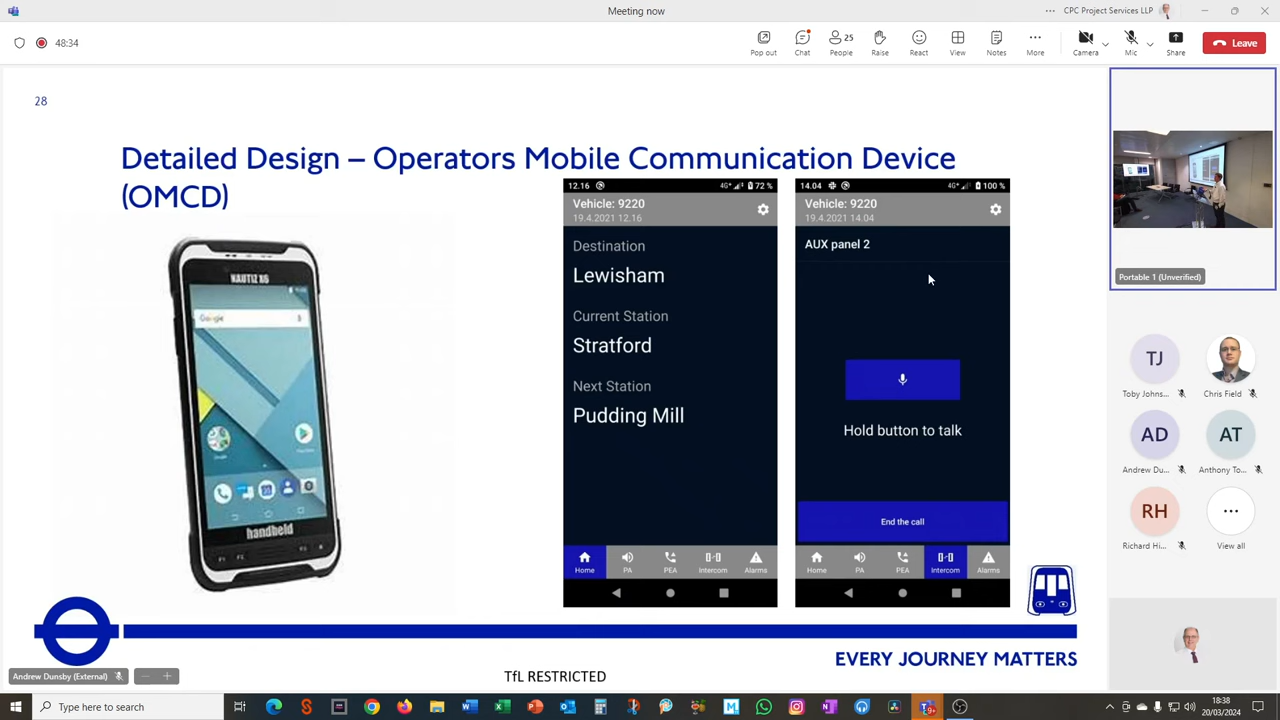 Meeting now
CPC Project Services LLP
48:34
Pop out
Chat
25
People
Raise
React
View
Notes
More
Camera
Mic
Share
Leave
28
Detailed Design – Operators Mobile Communication Device
(OMCD)
NAUTIZ X6
Google
handheld
12.16
4G+
72 %
Vehicle: 9220
19.4.2021 12.16
Destination
Lewisham
Current Station
Stratford
Next Station
Pudding Mill
Home
PA
PEA
Intercom
Alarms
14.04
4G+
100 %
Vehicle: 9220
19.4.2021 14.04
AUX panel 2
Hold button to talk
End the call
Home
PA
PEA
Intercom
Alarms
EVERY JOURNEY MATTERS
TfL RESTRICTED
Andrew Dunsby (External)
Portable 1 (Unverified)
TJ
Toby Johns...
Chris Field
AD
Andrew Du...
AT
Anthony To...
RH
Richard Hi...
View all
Type here to search
18:38
20/03/2024